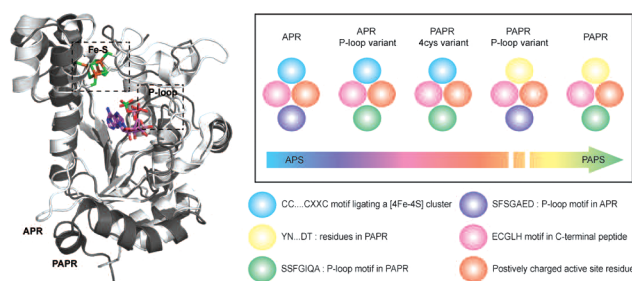 Fe-S
P-loop
APR
PAPR
APR
APR
P-loop variant
PAPR
4cys variant
PAPR
P-loop variant
PAPR
APS
PAPS
CC....CXXC motif ligating a [4Fe-4S] cluster
YN...DT : residues in PAPR
SSFGIQA : P-loop motif in PAPR
SFSGAED : P-loop motif in APR
ECGLH motif in C-terminal peptide
Postively charged active site residue